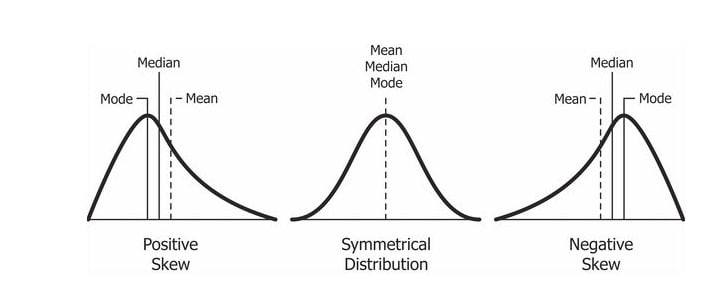 Median
Mode
Mean
Positive
Skew
Mean
Median
Mode
Symmetrical
Distribution
Median
Mean
Mode
Negative
Skew